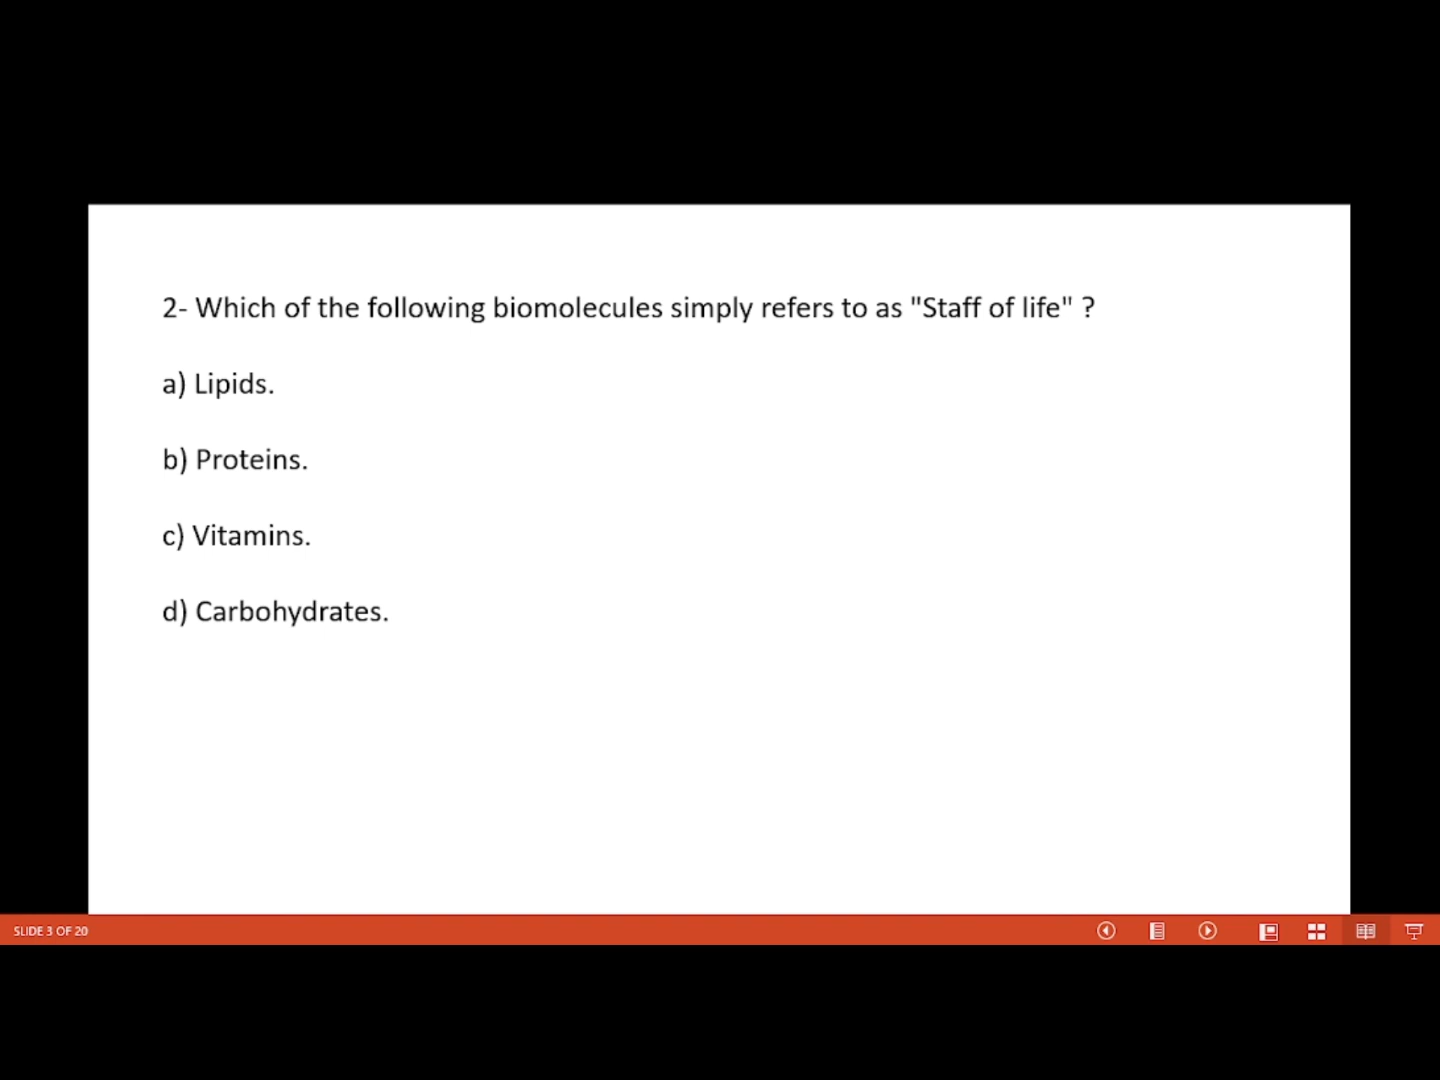 2- Which of the following biomolecules simply refers to as "Staff of life" ?
a) Lipids.
b) Proteins.
c) Vitamins.
d) Carbohydrates.
SLIDE 3 OF 20